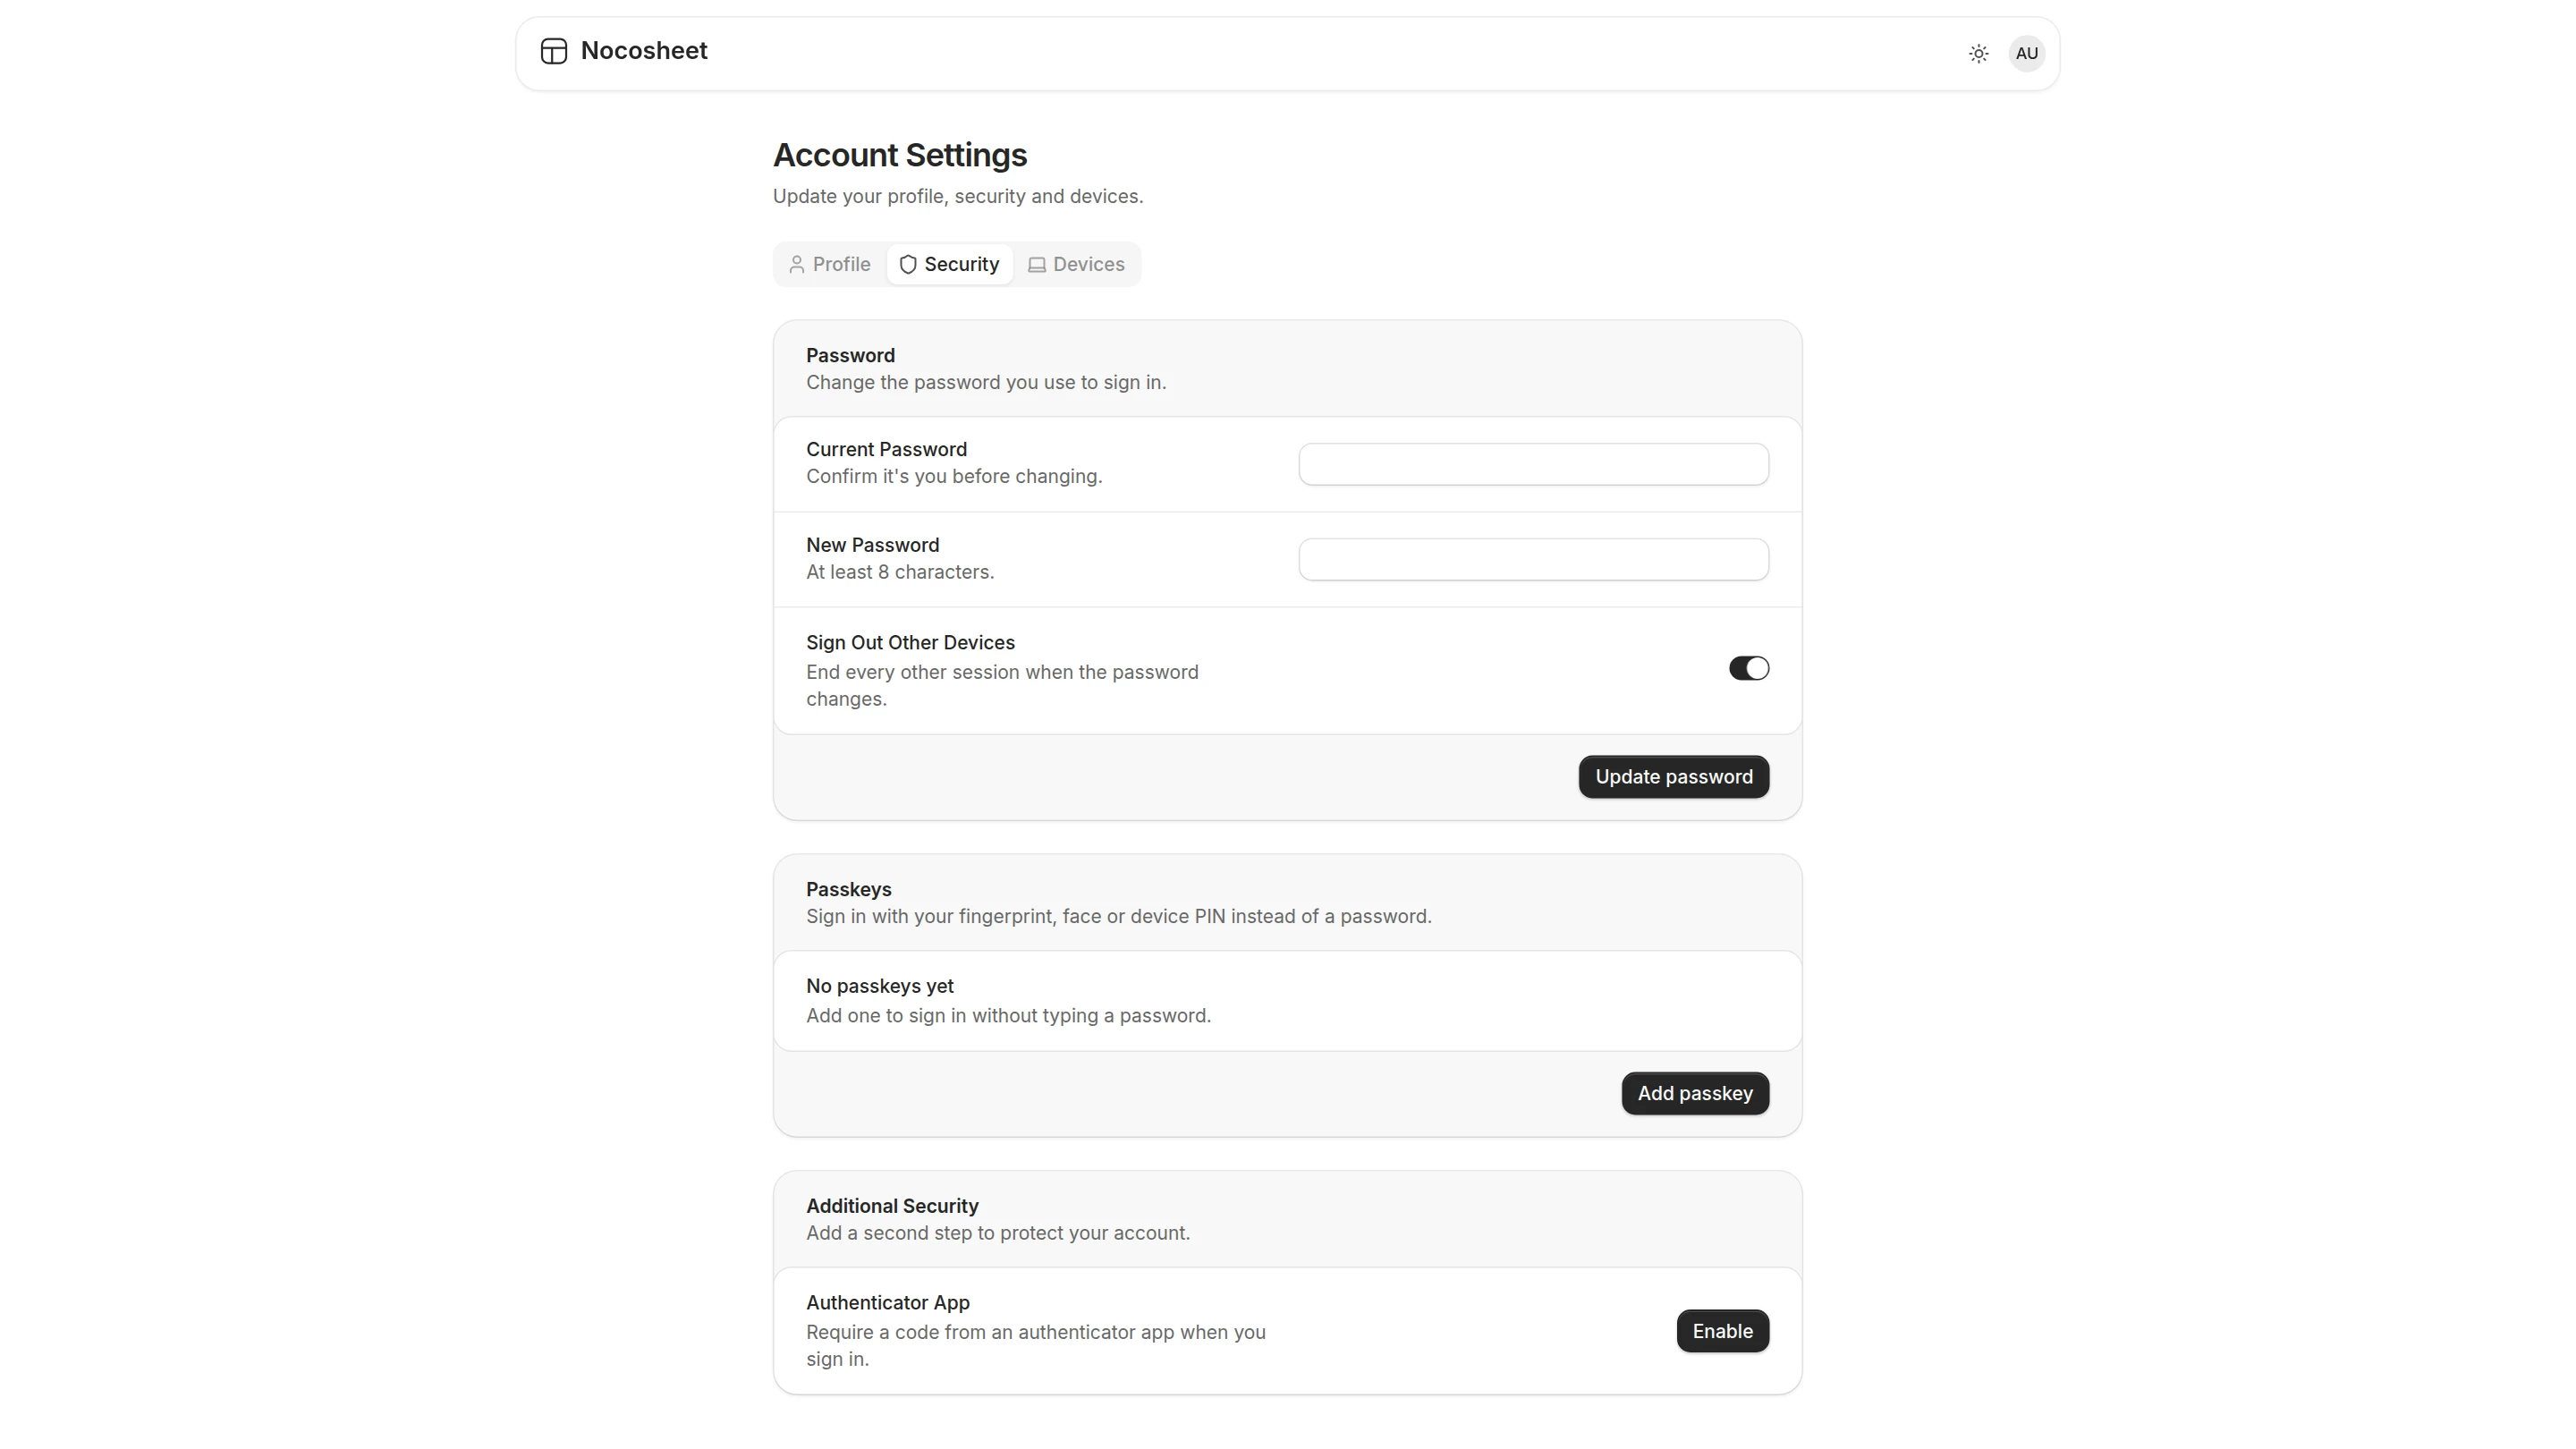 Nocosheet
AU
Account Settings
Update your profile, security and devices.
Profile
Security
Devices
Password
Change the password you use to sign in.
Current Password
Confirm it's you before changing.
New Password
At least 8 characters.
Sign Out Other Devices
End every other session when the password
changes.
Update password
Passkeys
Sign in with your fingerprint, face or device PIN instead of a password.
No passkeys yet
Add one to sign in without typing a password.
Add passkey
Additional Security
Add a second step to protect your account.
Authenticator App
Require a code from an authenticator app when you
sign in.
Enable